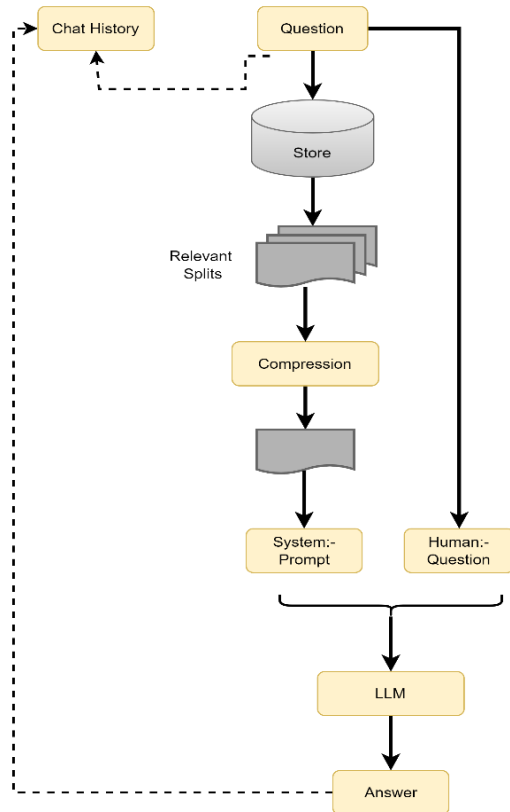 Chat History
Question
Store
Relevant
Splits
Compression
System:-
Prompt
Human:-
Question
LLM
Answer